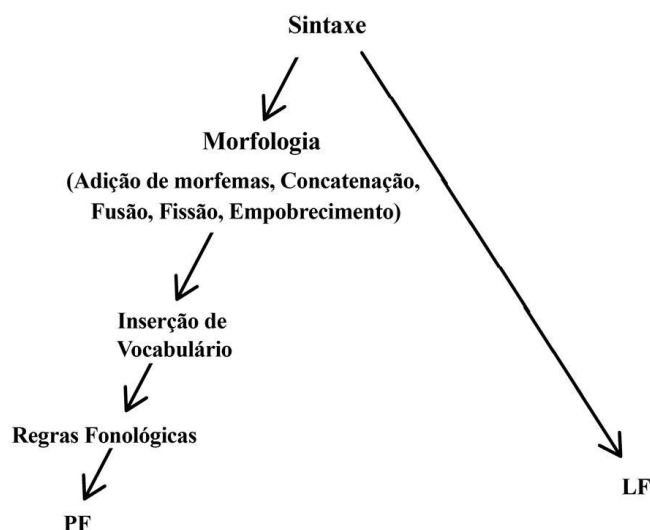 Sintaxe
Morfologia
(Adição de morfemas, Concatenação,
Fusão, Fissão, Empobrecimento)
Inserção de
Vocabulário
Regras Fonológicas
PF
LF